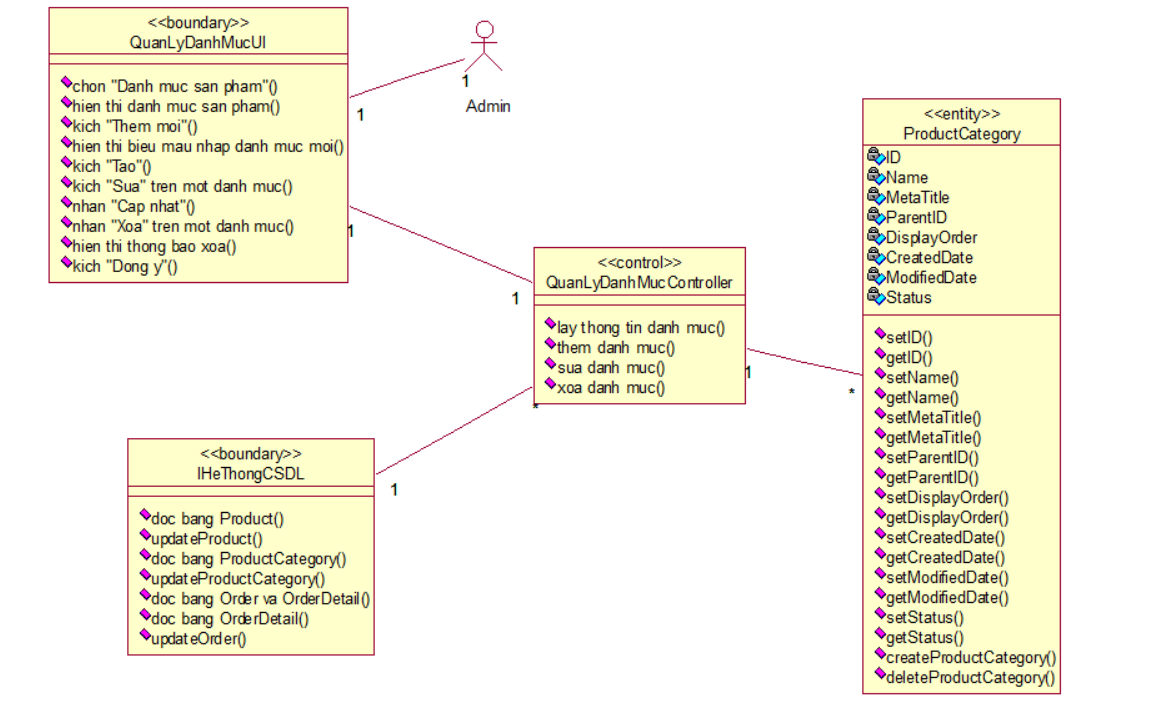 <<boundary>>
QuanLyDanhMucUI
chon "Danh muc san pham"()
hien thi danh muc san pham()
kich "Them moi"()
hien thi bieu mau nhap danh muc moi()
kich "Tao"()
kich "Sua" tren mot danh muc()
nhan "Cap nhat"()
nhan "Xoa" tren mot danh muc()
hien thi thong bao xoa()
kich "Dong y"()
1
1
Admin
1
1
<<control>>
QuanLyDanhMucController
lay thong tin danh muc()
them danh muc()
sua danh muc()
xoa danh muc()
1
*
*
1
<<boundary>>
IHeThongCSDL
doc bang Product()
updateProduct()
doc bang ProductCategory()
updateProductCategory()
doc bang Order va OrderDetail()
doc bang OrderDetail()
updateOrder()
<<entity>>
ProductCategory
ID
Name
MetaTitle
ParentID
DisplayOrder
CreatedDate
ModifiedDate
Status
setID()
getID()
setName()
getName()
setMetaTitle()
getMetaTitle()
setParentID()
getParentID()
setDisplayOrder()
getDisplayOrder()
setCreatedDate()
getCreatedDate()
setModifiedDate()
getModifiedDate()
setStatus()
getStatus()
createProductCategory()
deleteProductCategory()